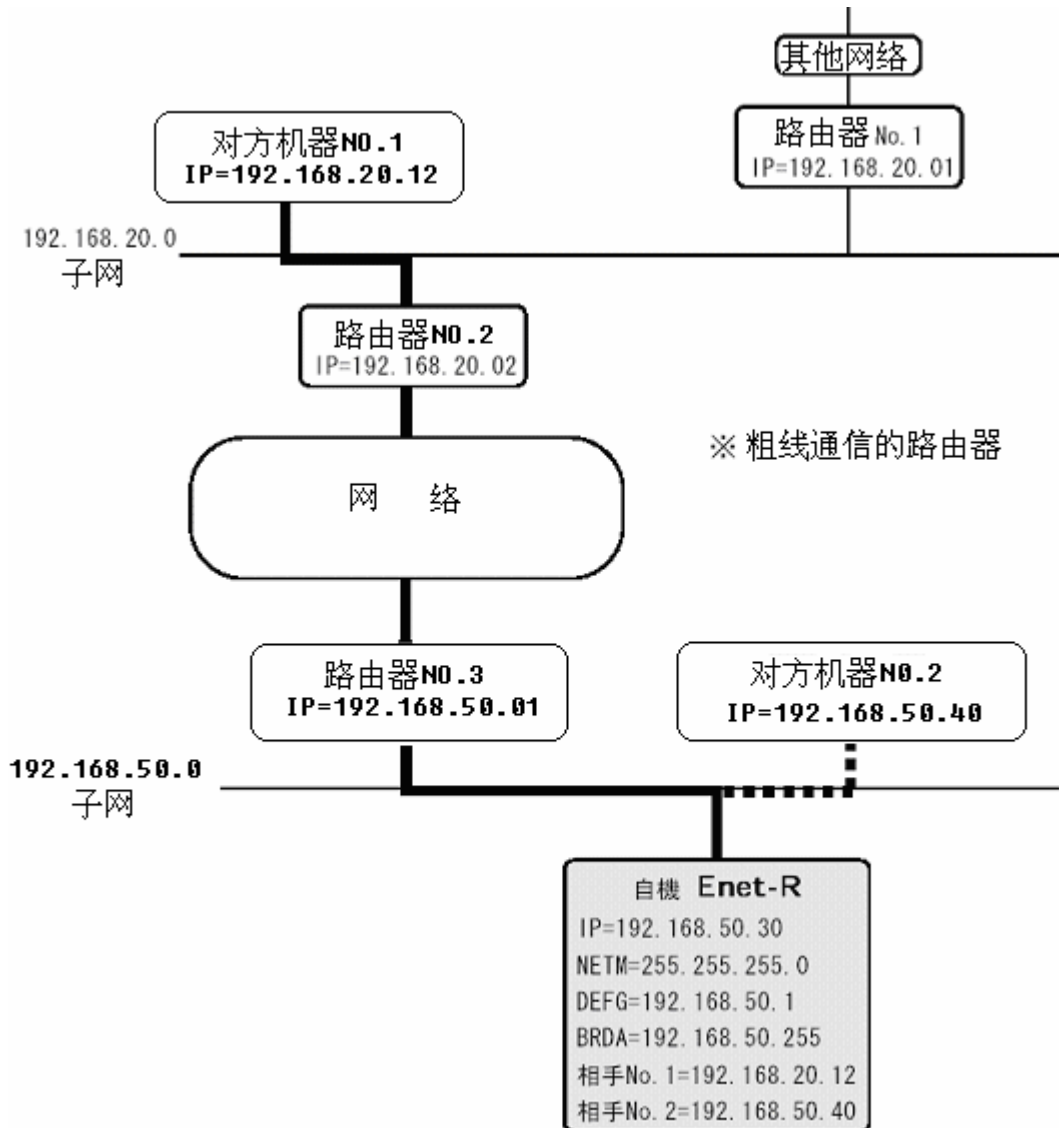 其他网络
对方机器NO.1
IP=192.168.20.12
路由器No.1
IP=192.168.20.01
192.168.20.0
子网
路由器NO.2
IP=192.168.20.02
※ 粗线通信的路由器
网 络
路由器NO.3
IP=192.168.50.01
对方机器NO.2
IP=192.168.50.40
192.168.50.0
子网
自機 Enet-R
IP=192.168.50.30
NETM=255.255.255.0
DEFG=192.168.50.1
BRDA=192.168.50.255
相手No.1=192.168.20.12
相手No.2=192.168.50.40